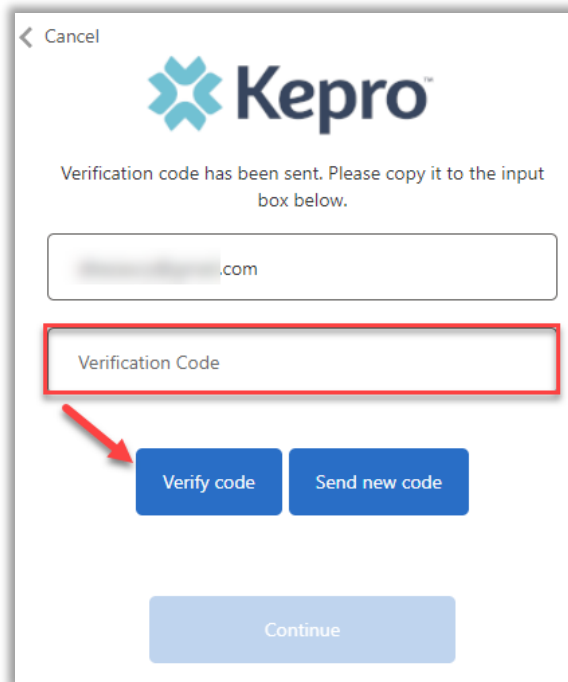 Cancel
Kepro™
Verification code has been sent. Please copy it to the input
box below.
.com
Verification Code
Verify code
Send new code
Continue